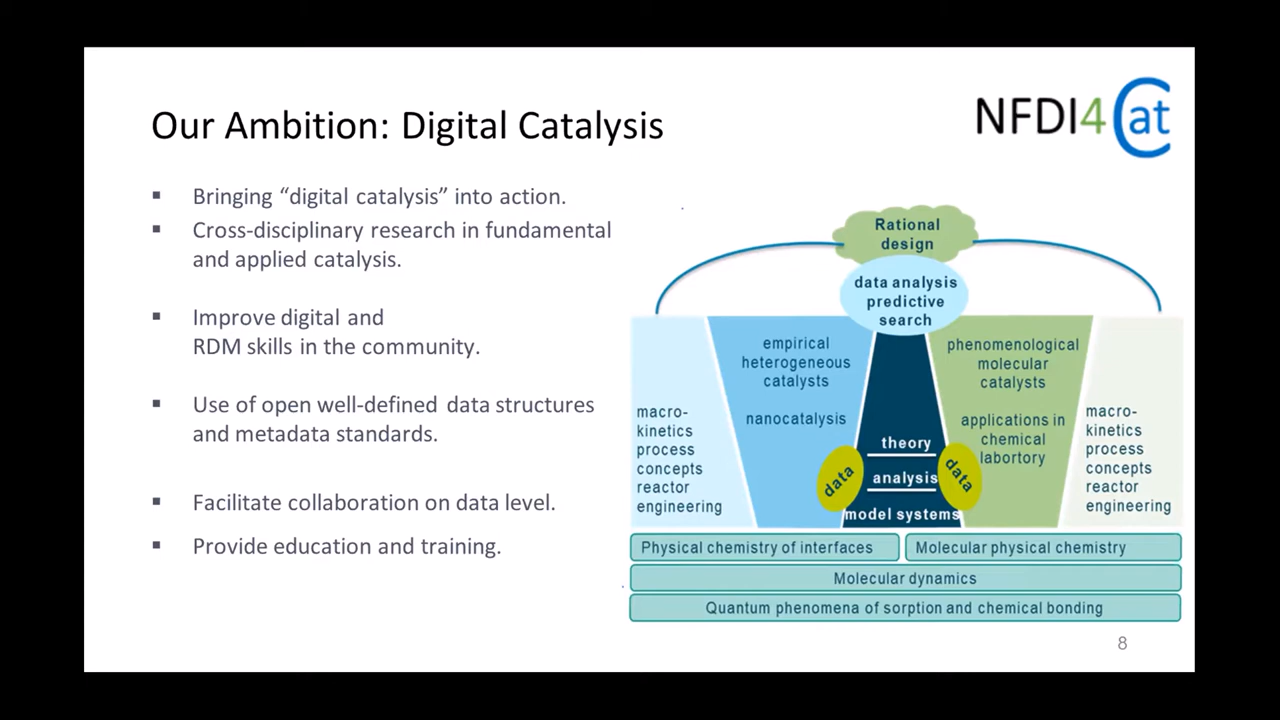 Our Ambition: Digital Catalysis
NFDI4Cat
▪ Bringing “digital catalysis” into action.
▪ Cross-disciplinary research in fundamental
and applied catalysis.
▪ Improve digital and
RDM skills in the community.
▪ Use of open well-defined data structures
and metadata standards.
▪ Facilitate collaboration on data level.
▪ Provide education and training.
Rational
design
data analysis
predictive
search
macro-
kinetics
process
concepts
reactor
engineering
empirical
heterogeneous
catalysts
nanocatalysis
data
theory
analysis
model systems
data
phenomenological
molecular
catalysts
applications in
chemical
labortory
macro-
kinetics
process
concepts
reactor
engineering
Physical chemistry of interfaces
Molecular physical chemistry
Molecular dynamics
Quantum phenomena of sorption and chemical bonding
8